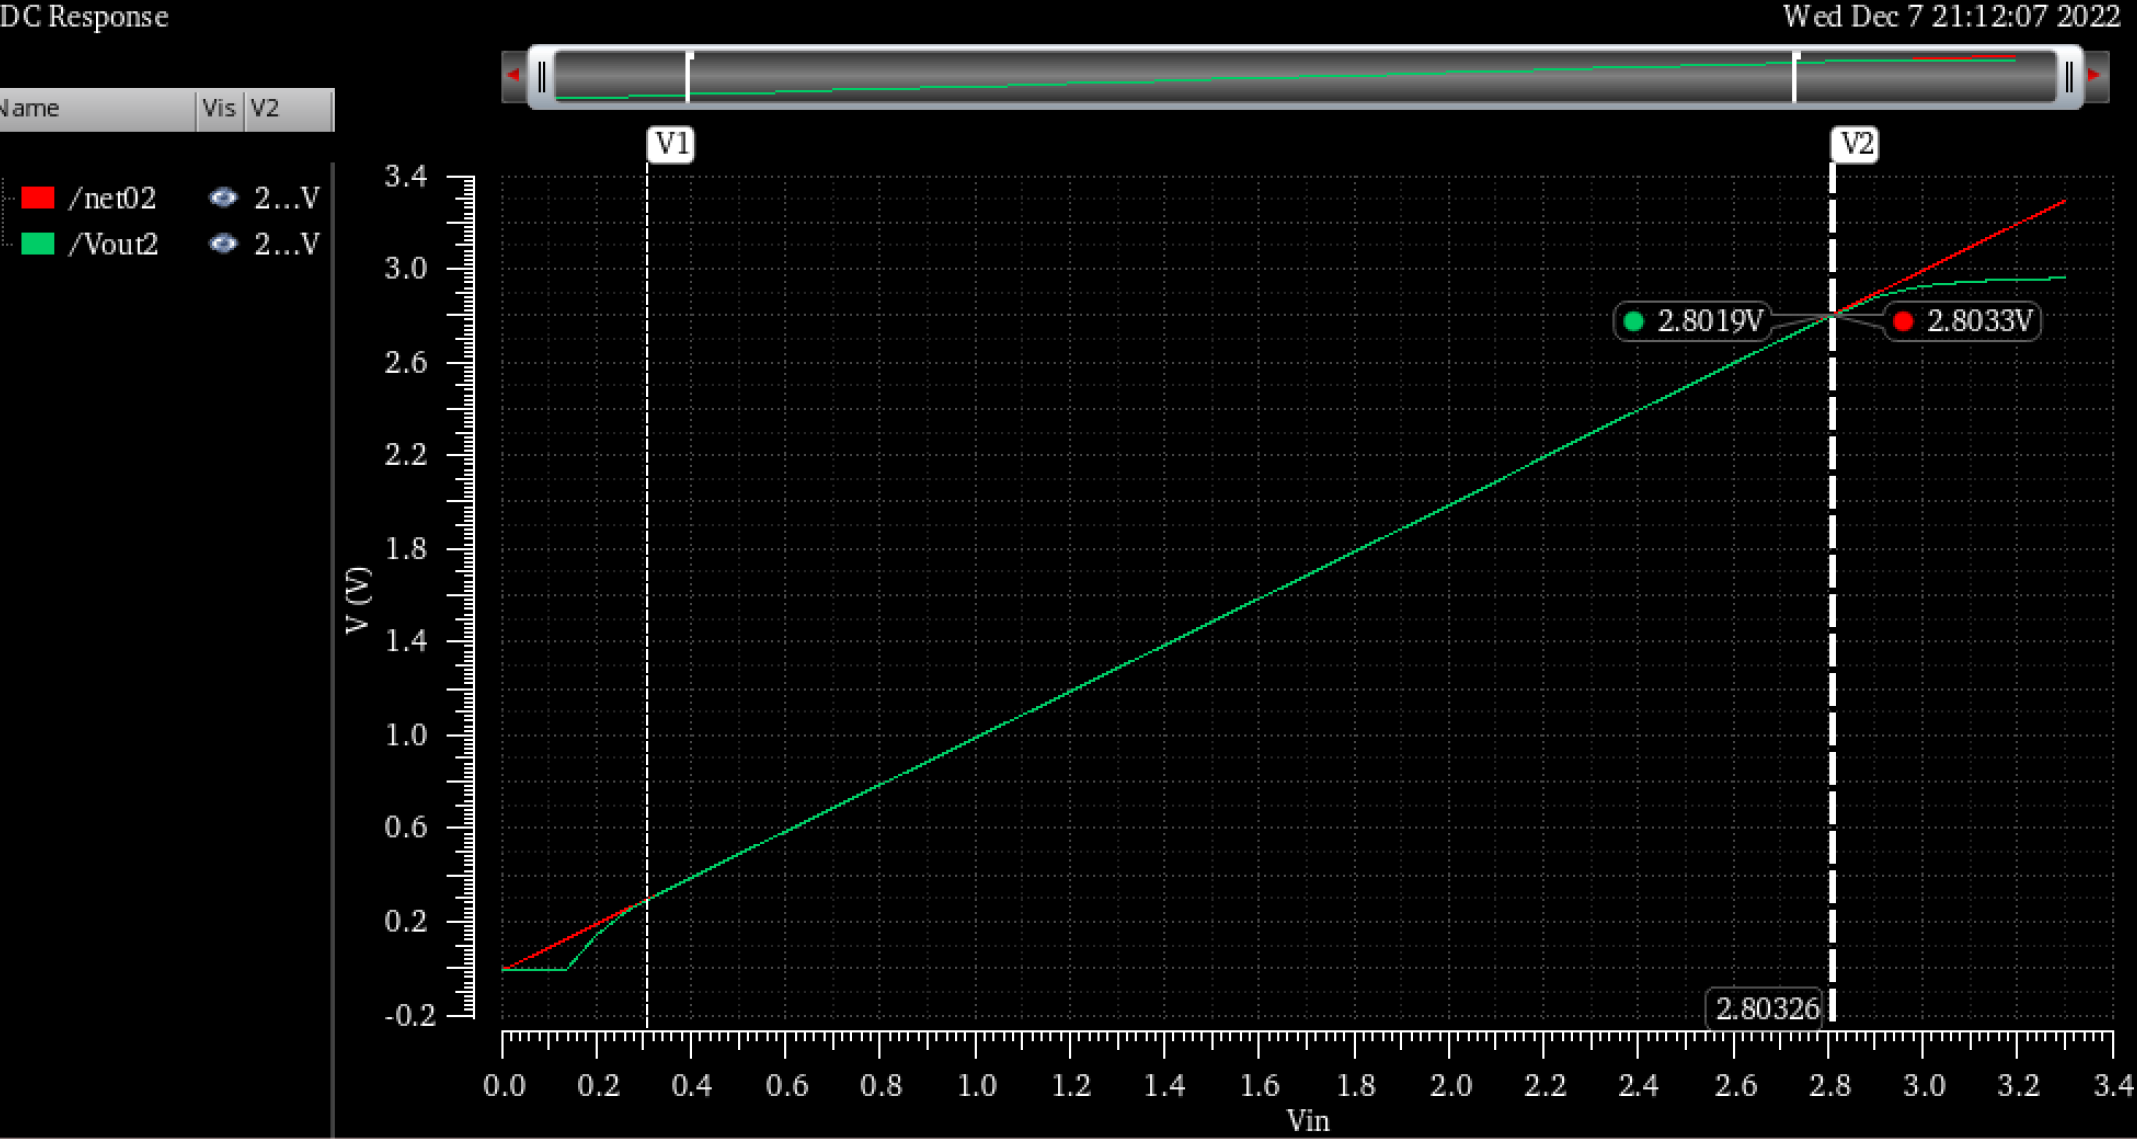 DC Response
Wed Dec 7 21:12:07 2022
Name Vis V2
/net02 2...V
/Vout2 2...V
V1
V2
3.4
3.0
2.6
2.2
1.8
1.4
1.0
0.6
0.2
-0.2
V (V)
2.8019V
2.8033V
2.80326
0.0 0.2 0.4 0.6 0.8 1.0 1.2 1.4 1.6 1.8 2.0 2.2 2.4 2.6 2.8 3.0 3.2 3.4
Vin